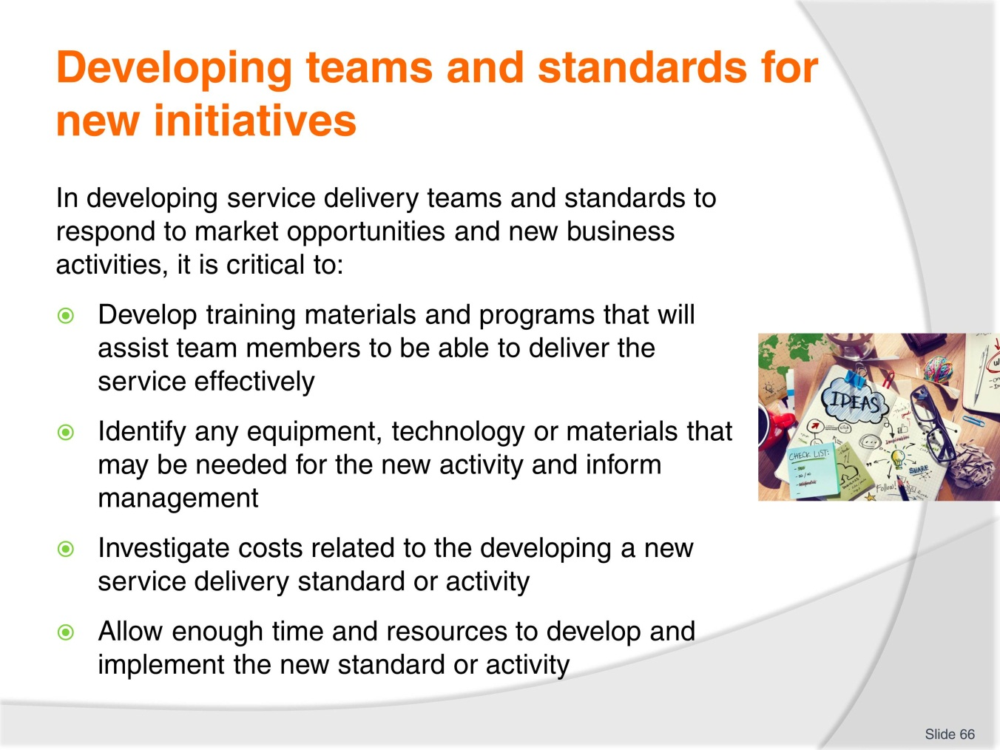 Developing teams and standards for
new initiatives
In developing service delivery teams and standards to
respond to market opportunities and new business
activities, it is critical to:
Develop training materials and programs that will
assist team members to be able to deliver the
service effectively
Identify any equipment, technology or materials that
may be needed for the new activity and inform
management
Investigate costs related to the developing a new
service delivery standard or activity
Allow enough time and resources to develop and
implement the new standard or activity
IDEAS
CHECK LIST:
SHARE
Follow!
Slide 66